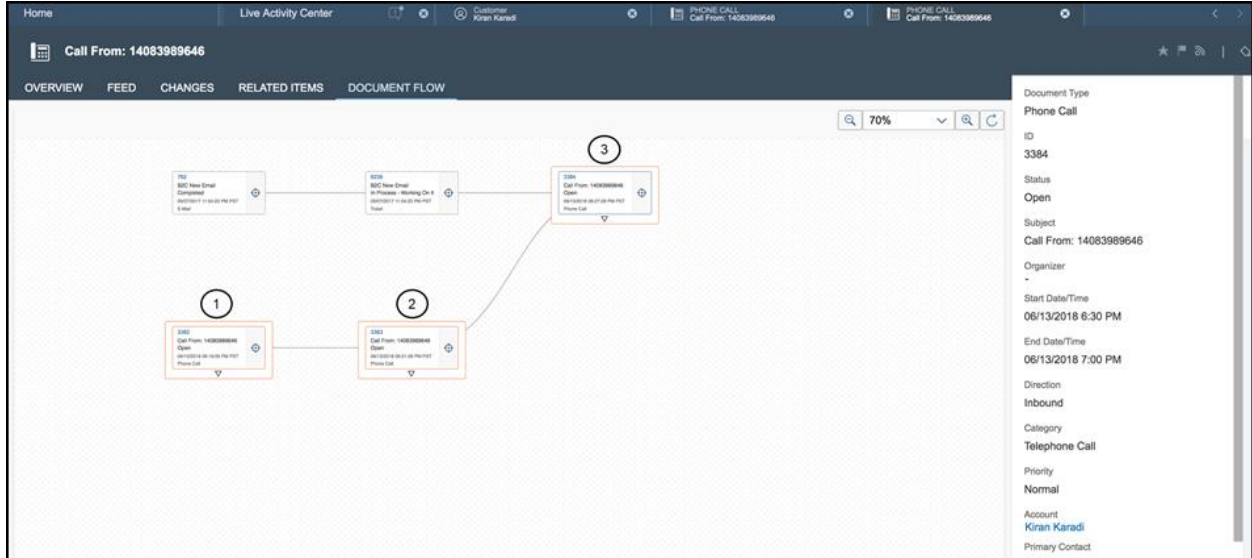 Home
Live Activity Center
Customer
Kiran Karadi
PHONE CALL
Call From: 14083989646
PHONE CALL
Call From: 14083989646
Call From: 14083989646
OVERVIEW FEED CHANGES RELATED ITEMS DOCUMENT FLOW
70%
3
752
B2C New Email
Completed
E-Mail
9236
B2C New Email
In Process - Working On It
Ticket
3384
Call From: 14083989646
Open
Phone Call
1
2
3382
Call From: 14083989646
Open
Phone Call
3383
Call From: 14083989646
Open
Phone Call
Document Type
Phone Call
ID
3384
Status
Open
Subject
Call From: 14083989646
Organizer
-
Start Date/Time
06/13/2018 6:30 PM
End Date/Time
06/13/2018 7:00 PM
Direction
Inbound
Category
Telephone Call
Priority
Normal
Account
Kiran Karadi
Primary Contact